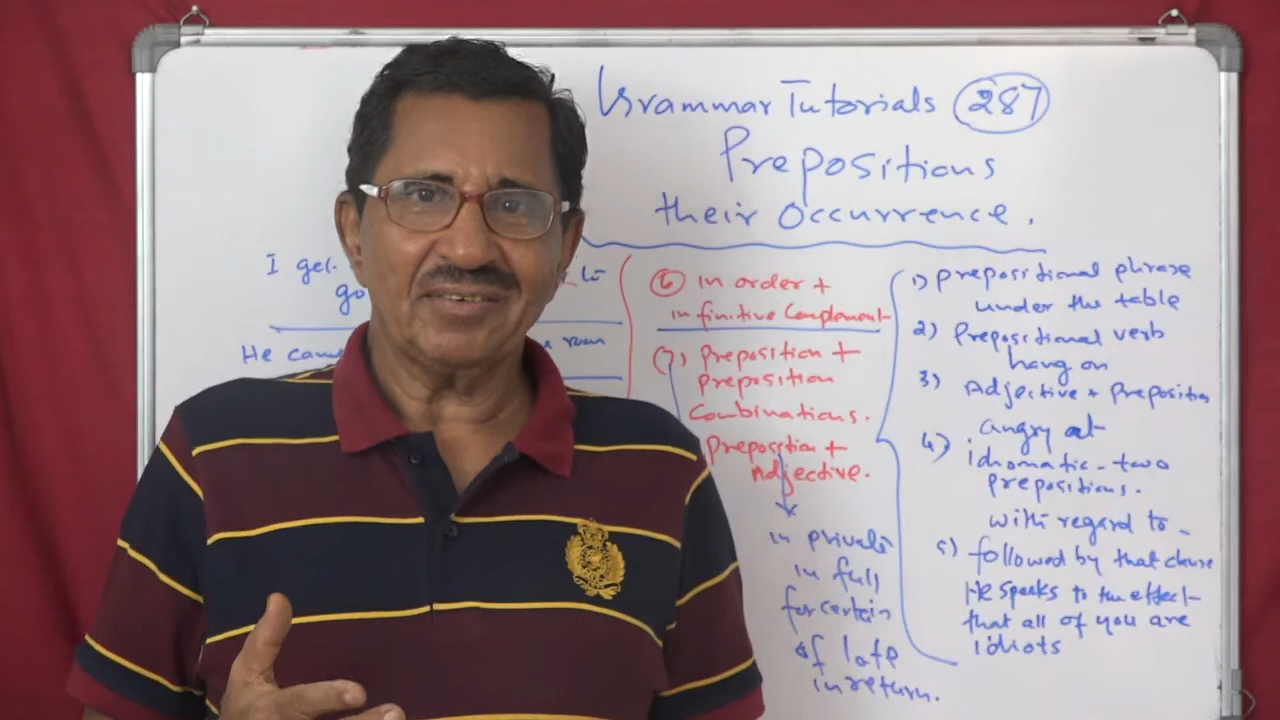 Grammar Tutorials 287
Prepositions
their occurrence.
I get
go
He came
room
6 in order +
infinitive Complement
(7) preposition +
preposition
Combinations.
preposition +
Adjective.
in private
in full
for certain
of late
in return.
1) prepositional phrase
under the table
2) Prepositional verb
hang on
3) Adjective + Preposition
angry at
4) idiomatic - two
prepositions.
with regard to -
5) followed by that clause
He speaks to the effect
that all of you are
idiots